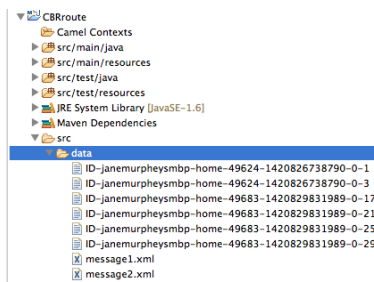 CBRroute
Camel Contexts
src/main/java
src/main/resources
src/test/java
src/test/resources
JRE System Library [JavaSE-1.6]
Maven Dependencies
src
data
ID-janemurpheysmbp-home-49624-1420826738790-0-1
ID-janemurpheysmbp-home-49624-1420826738790-0-3
ID-janemurpheysmbp-home-49683-1420829831989-0-17
ID-janemurpheysmbp-home-49683-1420829831989-0-21
ID-janemurpheysmbp-home-49683-1420829831989-0-25
ID-janemurpheysmbp-home-49683-1420829831989-0-29
message1.xml
message2.xml